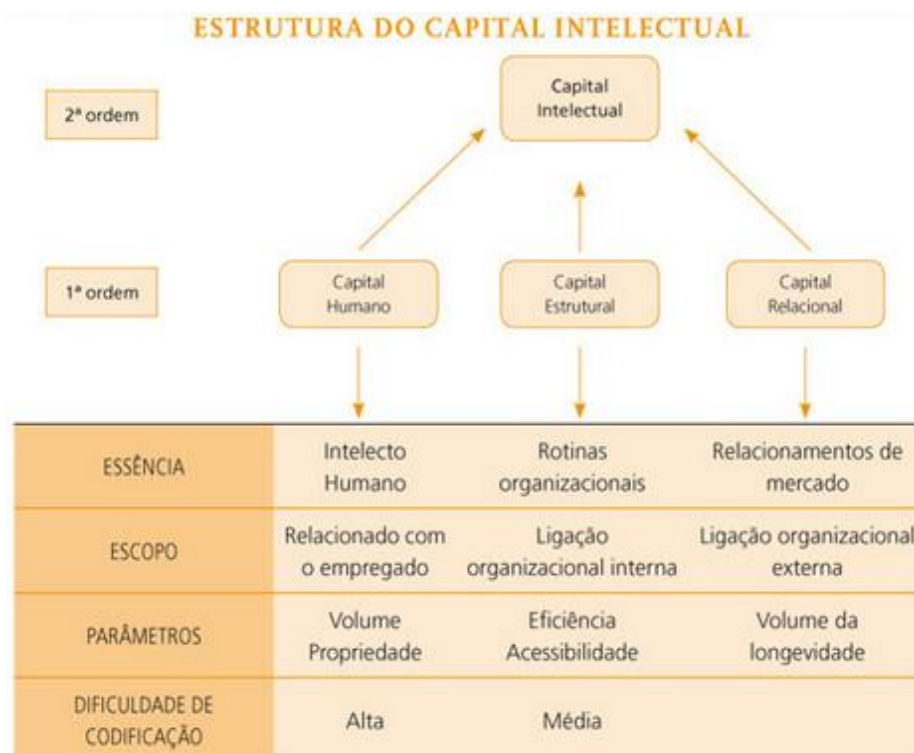 ESTRUTURA DO CAPITAL INTELECTUAL
2ª ordem
Capital
Intelectual
1ª ordem
Capital
Humano
Capital
Estrutural
Capital
Relacional
ESSÊNCIA
Intelecto
Humano
Rotinas
organizacionais
Relacionamentos de
mercado
ESCOPO
Relacionado com
o empregado
Ligação
organizacional interna
Ligação organizacional
externa
PARÂMETROS
Volume
Propriedade
Eficiência
Acessibilidade
Volume da
longevidade
DIFICULDADE DE
CODIFICAÇÃO
Alta
Média